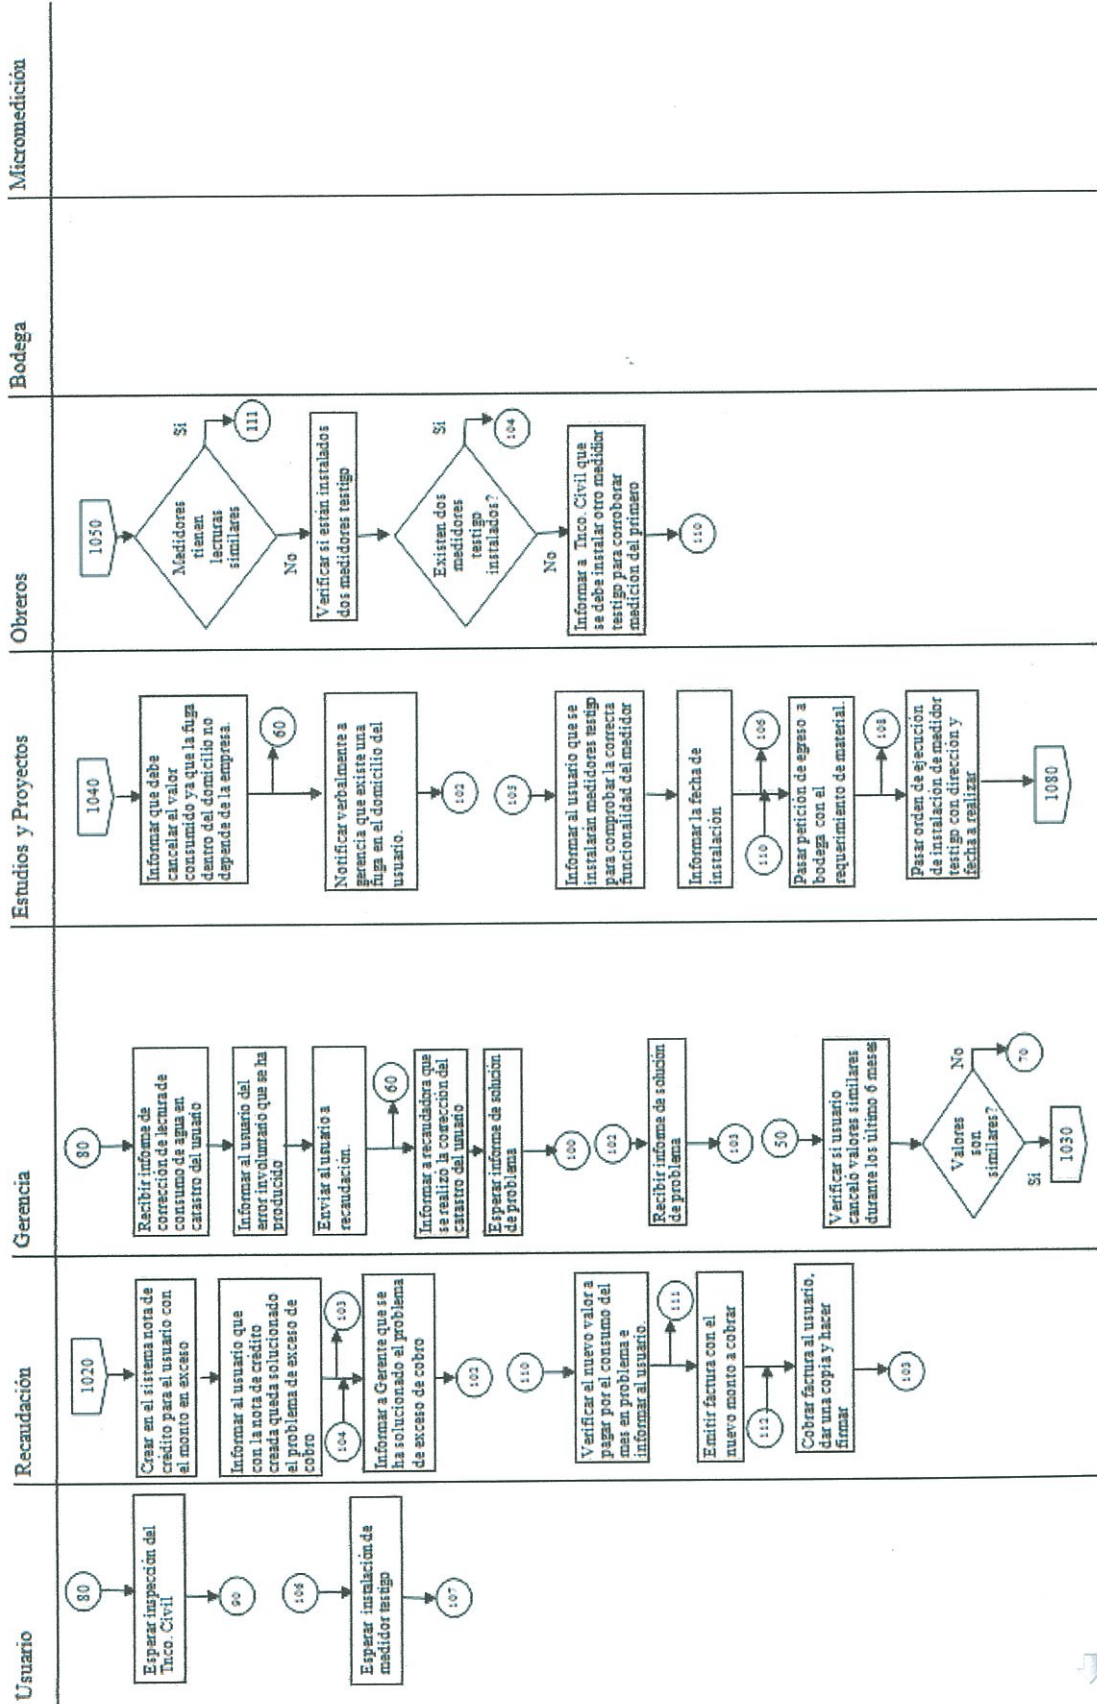 Usuario
80
Esperar inspección del
Tnco. Civil
90
106
Esperar instalación de
medidor testigo
107
Recaudación
1020
Crear en el sistema nota de
crédito para el usuario con
el monto en exceso
Informar al usuario que
con la nota de crédito
creada queda solucionado
el problema de exceso de
cobro
103
104
Informar a Gerente que se
ha solucionado el problema
de exceso de cobro
102
110
Verificar el nuevo valor a
pagar por el consumo del
mes en problema e
informar al usuario.
111
Emitir factura con el
nuevo monto a cobrar
112
Cobrar factura al usuario,
dar una copia y hacer
firmar
103
Gerencia
80
Recibir informe de
corrección de lectura de
consumo de agua en
catastro del usuario
Informar al usuario del
error involuntario que se ha
producido
Enviar al usuario a
recaudación.
60
Informar a recaudadora que
se realizo la corrección del
catastro del usuario
Esperar informe de solución
de problema
100
102
Recibir informe de solución
de problema
103
50
Verificar si usuario
canceló valores similares
durante los último 6 meses
Valores
son
similares?
No
70
Si
1030
Estudios y Proyectos
1040
Informar que debe
cancelar el valor
consumido ya que la fuga
dentro del domicilio no
depende de la empresa.
60
Notificar verbalmente a
gerencia que existe una
fuga en el domicilio del
usuario.
102
105
Informar al usuario que se
instalarán medidores testigo
para comprobar la correcta
funcionalidad del medidor
Informar la fecha de
instalación
106
110
Pasar petición de egreso a
bodega con el
requerimiento de material.
108
Pasar orden de ejecución
de instalación de medidor
testigo con dirección y
fecha a realizar
1080
Obreros
1050
Medidores
tienen
lecturas
similares
Si
111
No
Verificar si están instalados
dos medidores testigo
Existen dos
medidores
testigo
instalados?
Si
104
No
Informar a Tnco. Civil que
se debe instalar otro medidior
testigo para corroborar
medicion del primero
110
Bodega
Micromedición